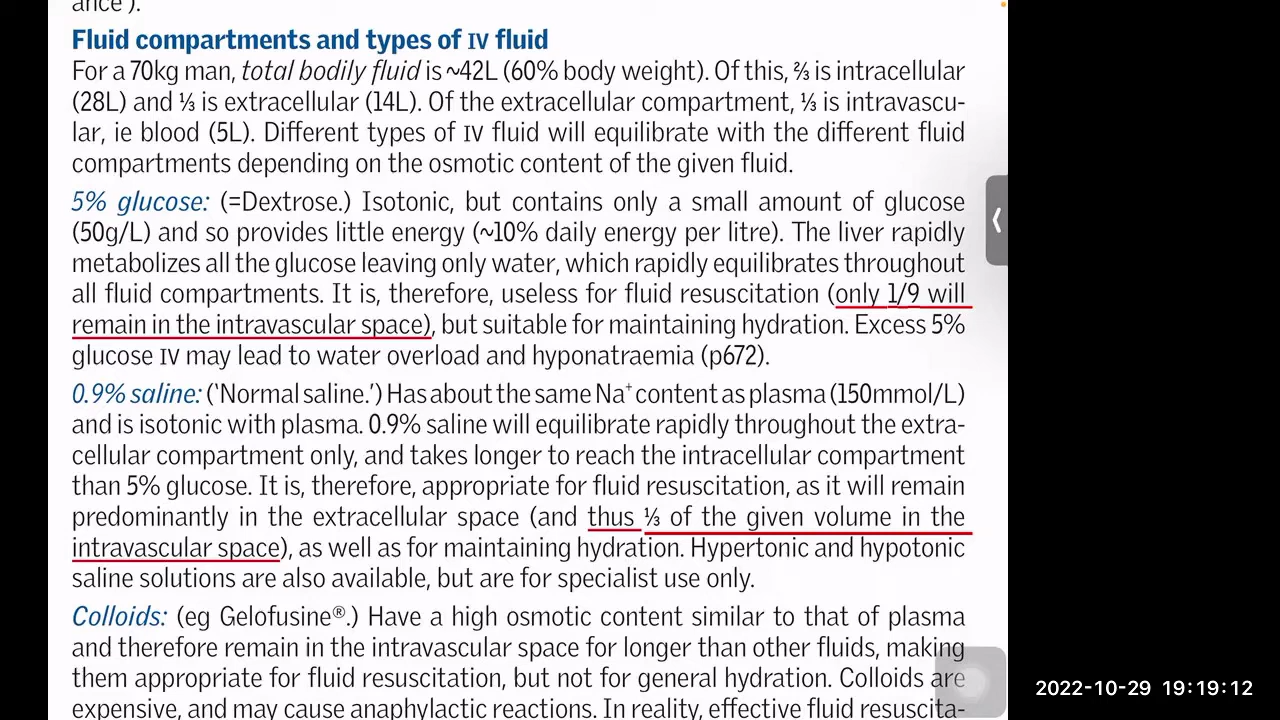 ance').
Fluid compartments and types of IV fluid
For a 70kg man, total bodily fluid is ~42L (60% body weight). Of this, ⅔ is intracellular
(28L) and ⅓ is extracellular (14L). Of the extracellular compartment, ⅓ is intravascu-
lar, ie blood (5L). Different types of IV fluid will equilibrate with the different fluid
compartments depending on the osmotic content of the given fluid.
5% glucose: (=Dextrose.) Isotonic, but contains only a small amount of glucose
(50g/L) and so provides little energy (~10% daily energy per litre). The liver rapidly
metabolizes all the glucose leaving only water, which rapidly equilibrates throughout
all fluid compartments. It is, therefore, useless for fluid resuscitation (only 1/9 will
remain in the intravascular space), but suitable for maintaining hydration. Excess 5%
glucose IV may lead to water overload and hyponatraemia (p672).
0.9% saline: ('Normal saline.') Has about the same Na⁺ content as plasma (150mmol/L)
and is isotonic with plasma. 0.9% saline will equilibrate rapidly throughout the extra-
cellular compartment only, and takes longer to reach the intracellular compartment
than 5% glucose. It is, therefore, appropriate for fluid resuscitation, as it will remain
predominantly in the extracellular space (and thus ⅓ of the given volume in the
intravascular space), as well as for maintaining hydration. Hypertonic and hypotonic
saline solutions are also available, but are for specialist use only.
Colloids: (eg Gelofusine®.) Have a high osmotic content similar to that of plasma
and therefore remain in the intravascular space for longer than other fluids, making
them appropriate for fluid resuscitation, but not for general hydration. Colloids are
expensive, and may cause anaphylactic reactions. In reality, effective fluid resuscita-
2022-10-29 19:19:12